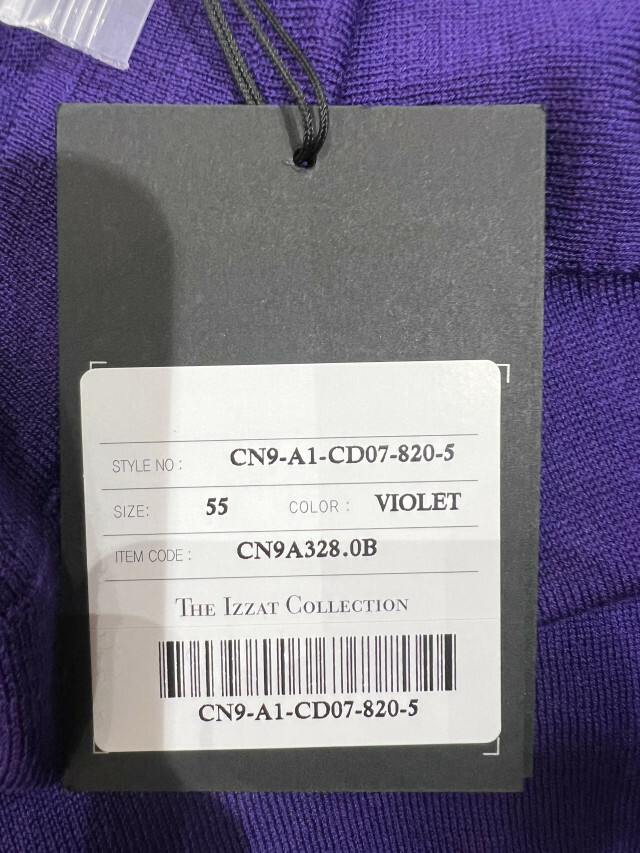 STYLE NO : CN9-A1-CD07-820-5
SIZE: 55 COLOR : VIOLET
ITEM CODE : CN9A328.0B
THE IZZAT COLLECTION
CN9-A1-CD07-820-5